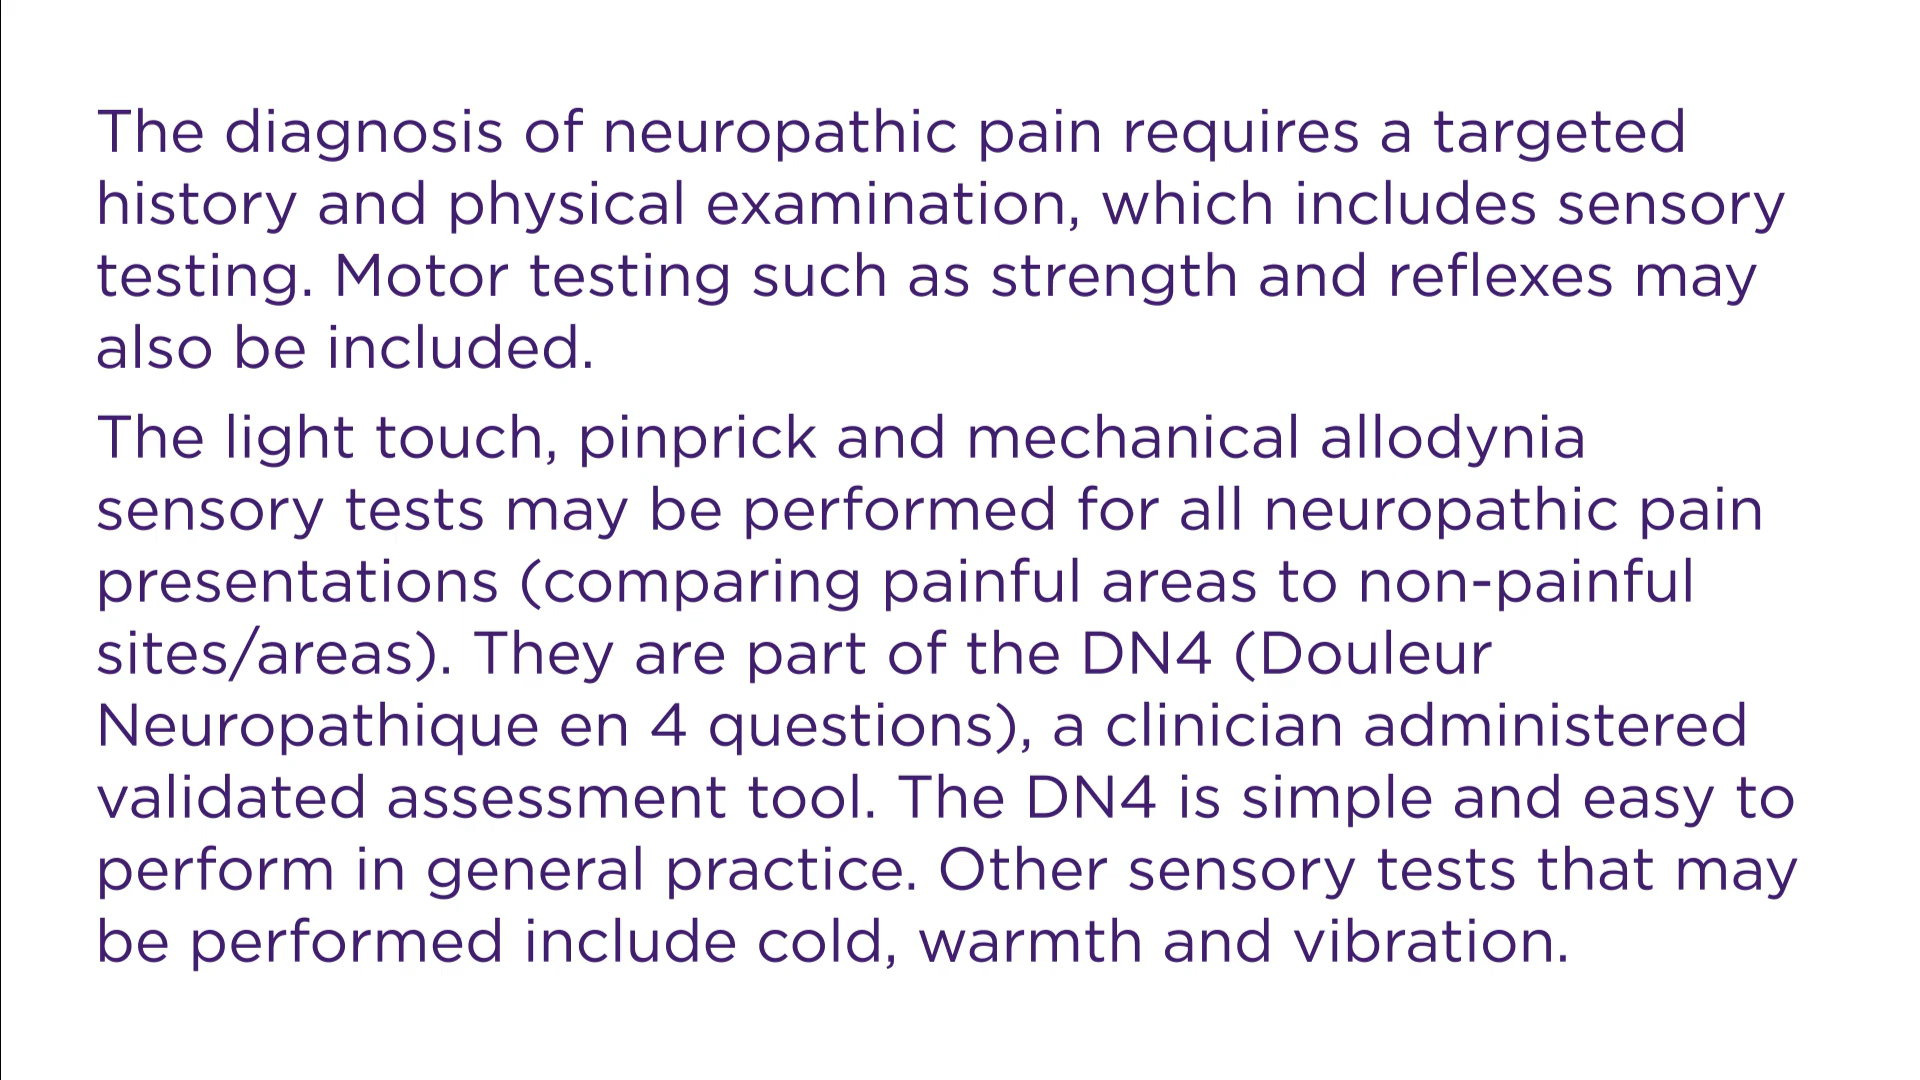 The diagnosis of neuropathic pain requires a targeted
history and physical examination, which includes sensory
testing. Motor testing such as strength and reflexes may
also be included.
The light touch, pinprick and mechanical allodynia
sensory tests may be performed for all neuropathic pain
presentations (comparing painful areas to non-painful
sites/areas). They are part of the DN4 (Douleur
Neuropathique en 4 questions), a clinician administered
validated assessment tool. The DN4 is simple and easy to
perform in general practice. Other sensory tests that may
be performed include cold, warmth and vibration.